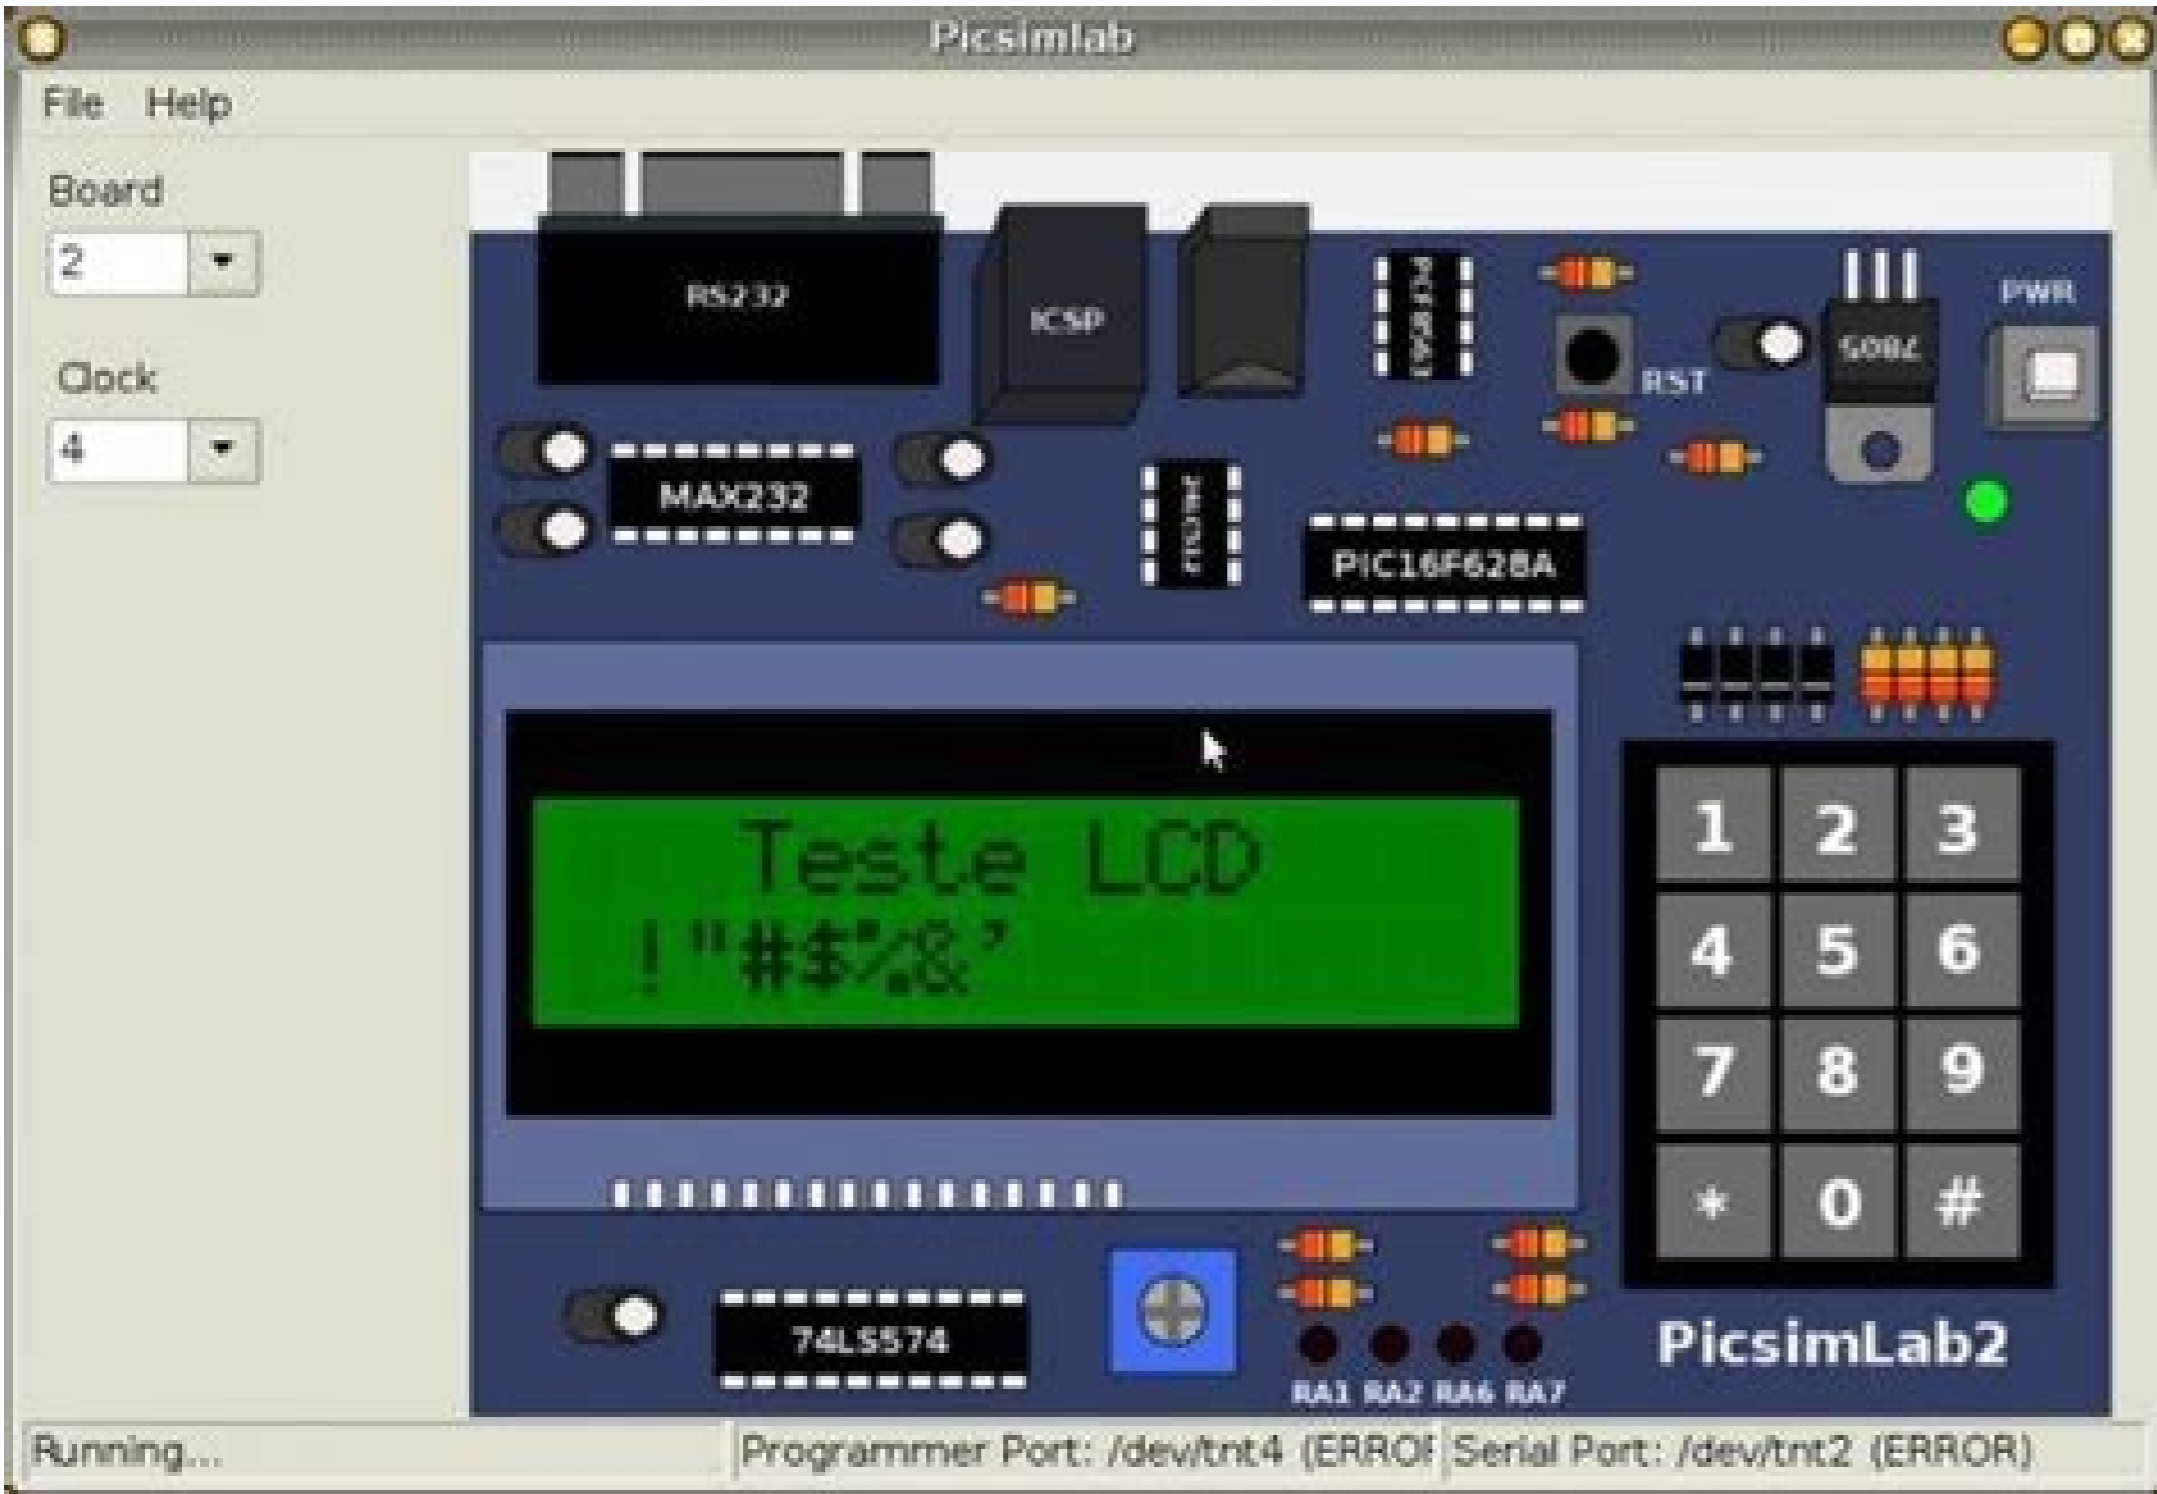 Picsimlab
File Help
Board
2
Clock
4
RS232
ICSP
PWR
7805
RST
MAX232
PIC16F628A
Teste LCD
!"#$%&'
1 2 3
4 5 6
7 8 9
* 0 #
74LS574
PicsimLab2
RA1 RA2 RA6 RA7
Running...
Programmer Port: /dev/tnt4 (ERROR
Serial Port: /dev/tnt2 (ERROR)